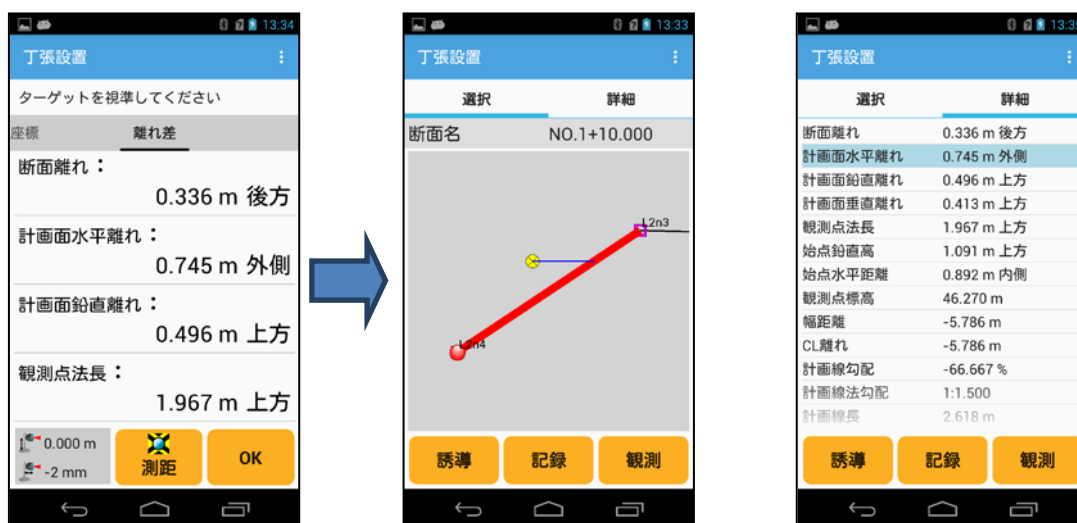 13:34
丁張設置
ターゲットを視準してください
座標 離れ差
断面離れ：
0.336 m 後方
計画面水平離れ：
0.745 m 外側
計画面鉛直離れ：
0.496 m 上方
観測点法長：
1.967 m 上方
0.000 m
-2 mm
測距
OK
13:33
丁張設置
選択 詳細
断面名 NO.1+10.000
L2n3
L2n4
誘導 記録 観測
丁張設置
選択 詳細
断面離れ 0.336 m 後方
計画面水平離れ 0.745 m 外側
計画面鉛直離れ 0.496 m 上方
計画面垂直離れ 0.413 m 上方
観測点法長 1.967 m 上方
始点鉛直高 1.091 m 上方
始点水平距離 0.892 m 内側
観測点標高 46.270 m
幅距離 -5.786 m
CL離れ -5.786 m
計画線勾配 -66.667 %
計画線法勾配 1:1.500
計画線長 2.618 m
誘導 記録 観測